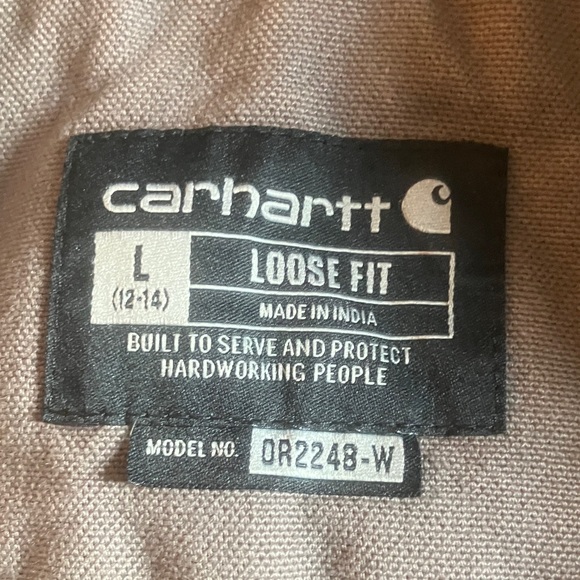 carhartt
L
(12-14)
LOOSE FIT
MADE IN INDIA
BUILT TO SERVE AND PROTECT
HARDWORKING PEOPLE
MODEL NO. OR2248-W